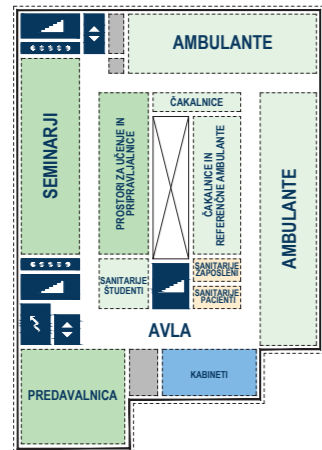 AMBULANTE
ČAKALNICE
SEMINARJI
PROSTORI ZA UČENJE IN
PRIPRAVLJALNICE
ČAKALNICE IN
REFERENČNE AMBULANTE
AMBULANTE
SANITARIJE
ŠTUDENTI
SANITARIJE
ZAPOSLENI
SANITARIJE
PACIENTI
AVLA
PREDAVALNICA
KABINETI